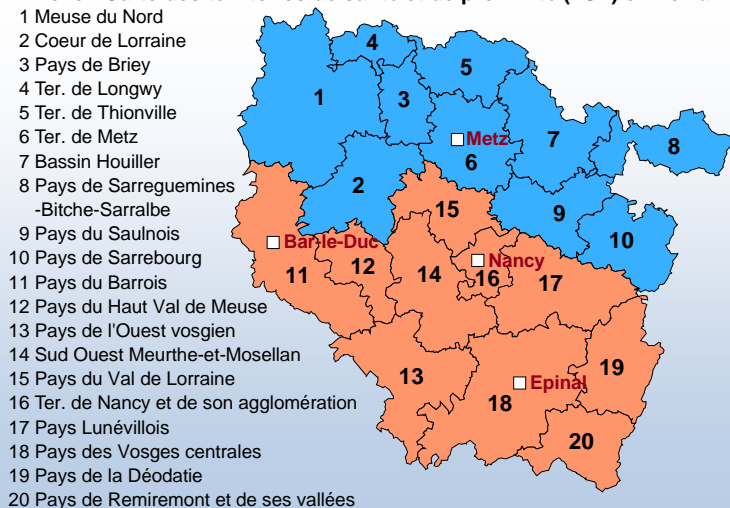 1 Meuse du Nord
2 Coeur de Lorraine
3 Pays de Briey
4 Ter. de Longwy
5 Ter. de Thionville
6 Ter. de Metz
7 Bassin Houiller
8 Pays de Sarreguemines
-Bitche-Sarralbe
9 Pays du Saulnois
10 Pays de Sarrebourg
11 Pays du Barrois
12 Pays du Haut Val de Meuse
13 Pays de l'Ouest vosgien
14 Sud Ouest Meurthe-et-Mosellan
15 Pays du Val de Lorraine
16 Ter. de Nancy et de son agglomération
17 Pays Lunévillois
18 Pays des Vosges centrales
19 Pays de la Déodatie
20 Pays de Remiremont et de ses vallées
4
5
1
3
Metz
7
8
6
2
15
9
10
Bar-le-Duc
11
12
14
Nancy
16
17
13
Epinal
18
19
20